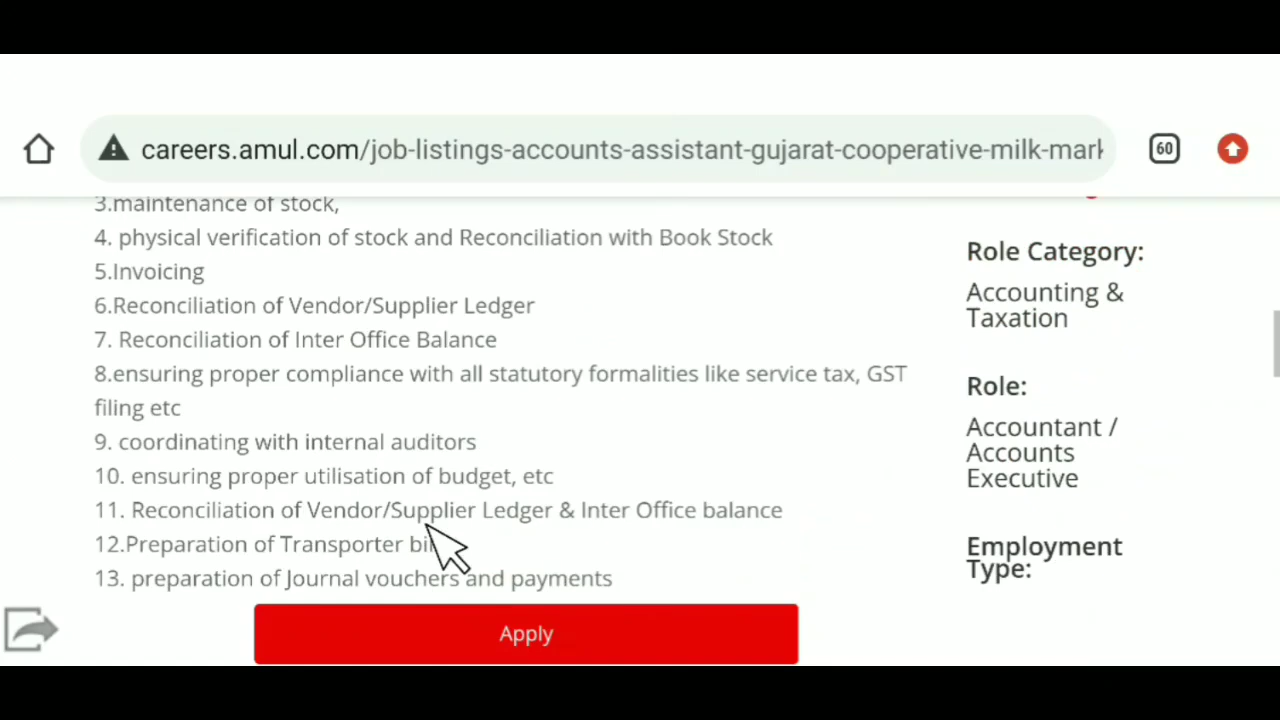 careers.amul.com/job-listings-accounts-assistant-gujarat-cooperative-milk-mark
60
3.maintenance of stock,
4. physical verification of stock and Reconciliation with Book Stock
5.Invoicing
6.Reconciliation of Vendor/Supplier Ledger
7. Reconciliation of Inter Office Balance
8.ensuring proper compliance with all statutory formalities like service tax, GST
filing etc
9. coordinating with internal auditors
10. ensuring proper utilisation of budget, etc
11. Reconciliation of Vendor/Supplier Ledger & Inter Office balance
12.Preparation of Transporter
13. preparation of Journal vouchers and payments
Role Category:
Accounting &
Taxation
Role:
Accountant /
Accounts
Executive
Employment
Type:
Apply